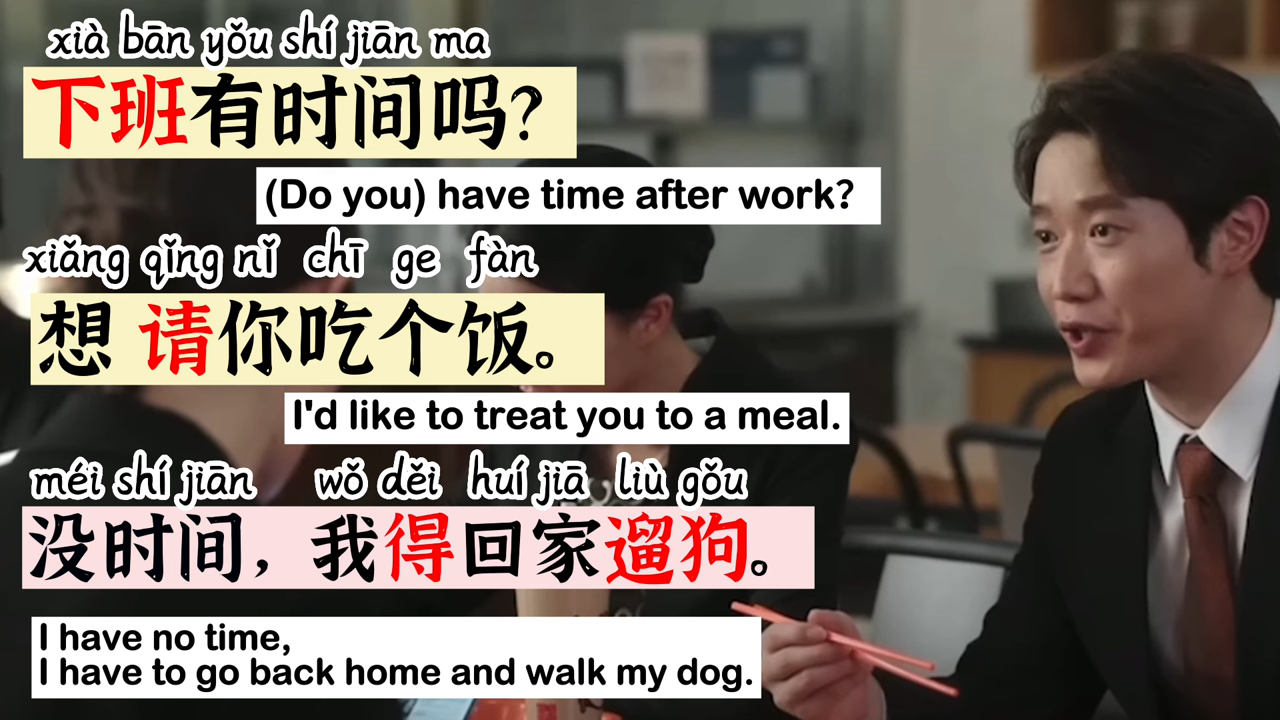 xià bān yǒu shí jiān ma
下班有时间吗?
(Do you) have time after work?
xiǎng qǐng nǐ chī ge fàn
想 请你吃个饭。
I'd like to treat you to a meal.
méi shí jiān wǒ děi huí jiā liù gǒu
没时间，我得回家遛狗。
I have no time,
I have to go back home and walk my dog.